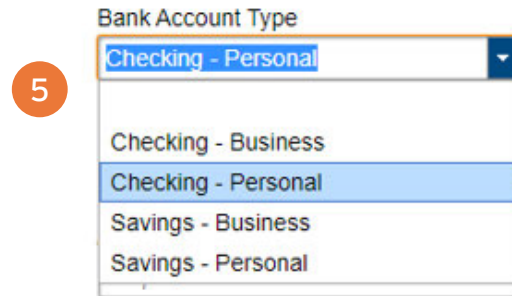 Bank Account Type
Checking - Personal
5
Checking - Business
Checking - Personal
Savings - Business
Savings - Personal